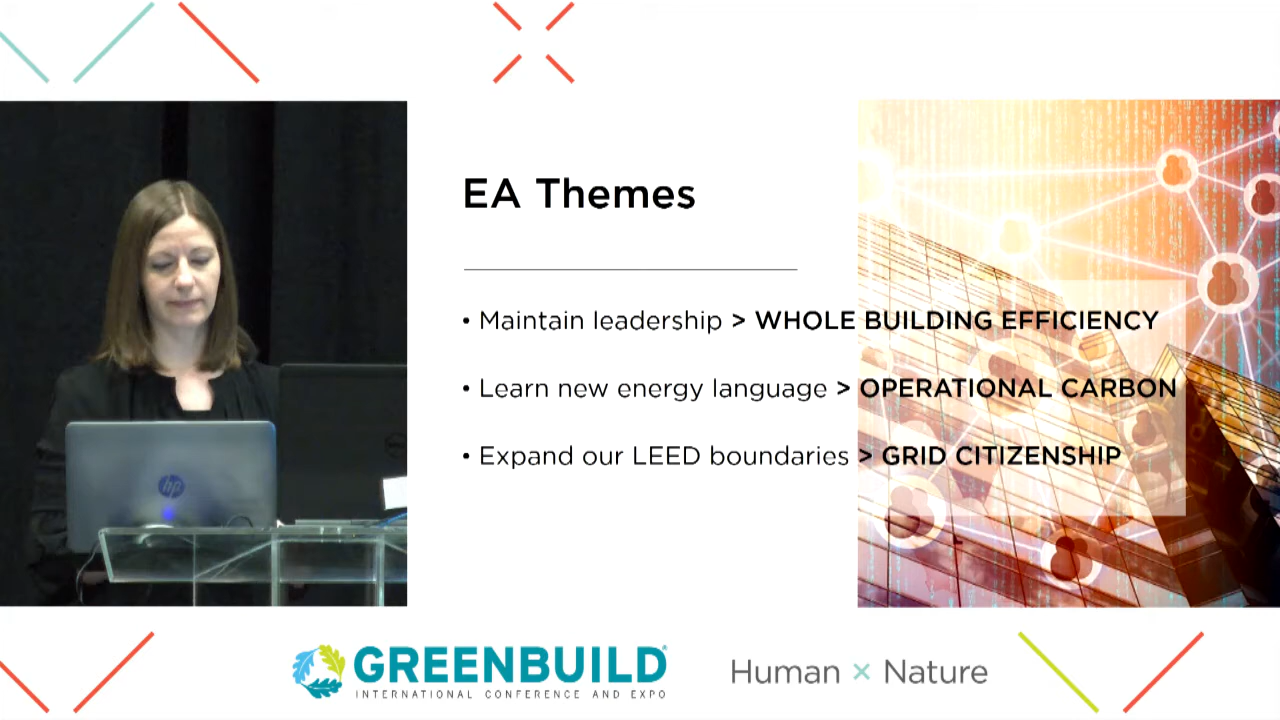 EA Themes
• Maintain leadership > WHOLE BUILDING EFFICIENCY
• Learn new energy language > OPERATIONAL CARBON
• Expand our LEED boundaries > GRID CITIZENSHIP
hp
GREENBUILD®
INTERNATIONAL CONFERENCE AND EXPO
Human × Nature